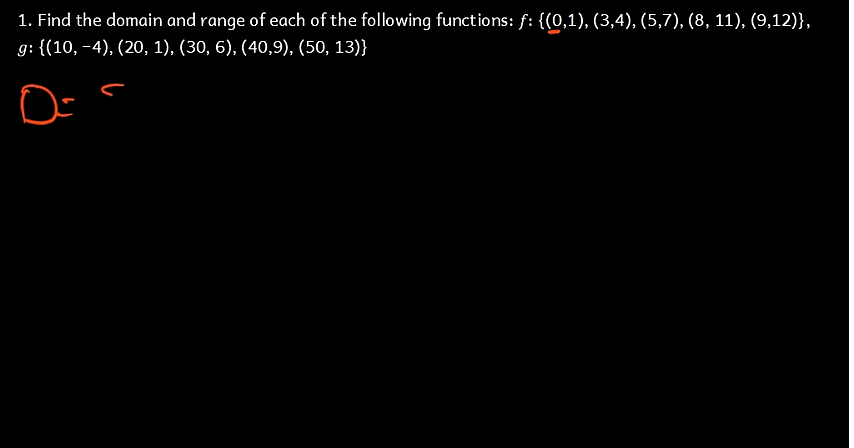 1. Find the domain and range of each of the following functions: f: {(0,1), (3,4), (5,7), (8, 11), (9,12)},
g: {(10, −4), (20, 1), (30, 6), (40,9), (50, 13)}
D=